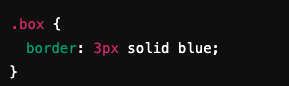 .box {
  border: 3px solid blue;
}